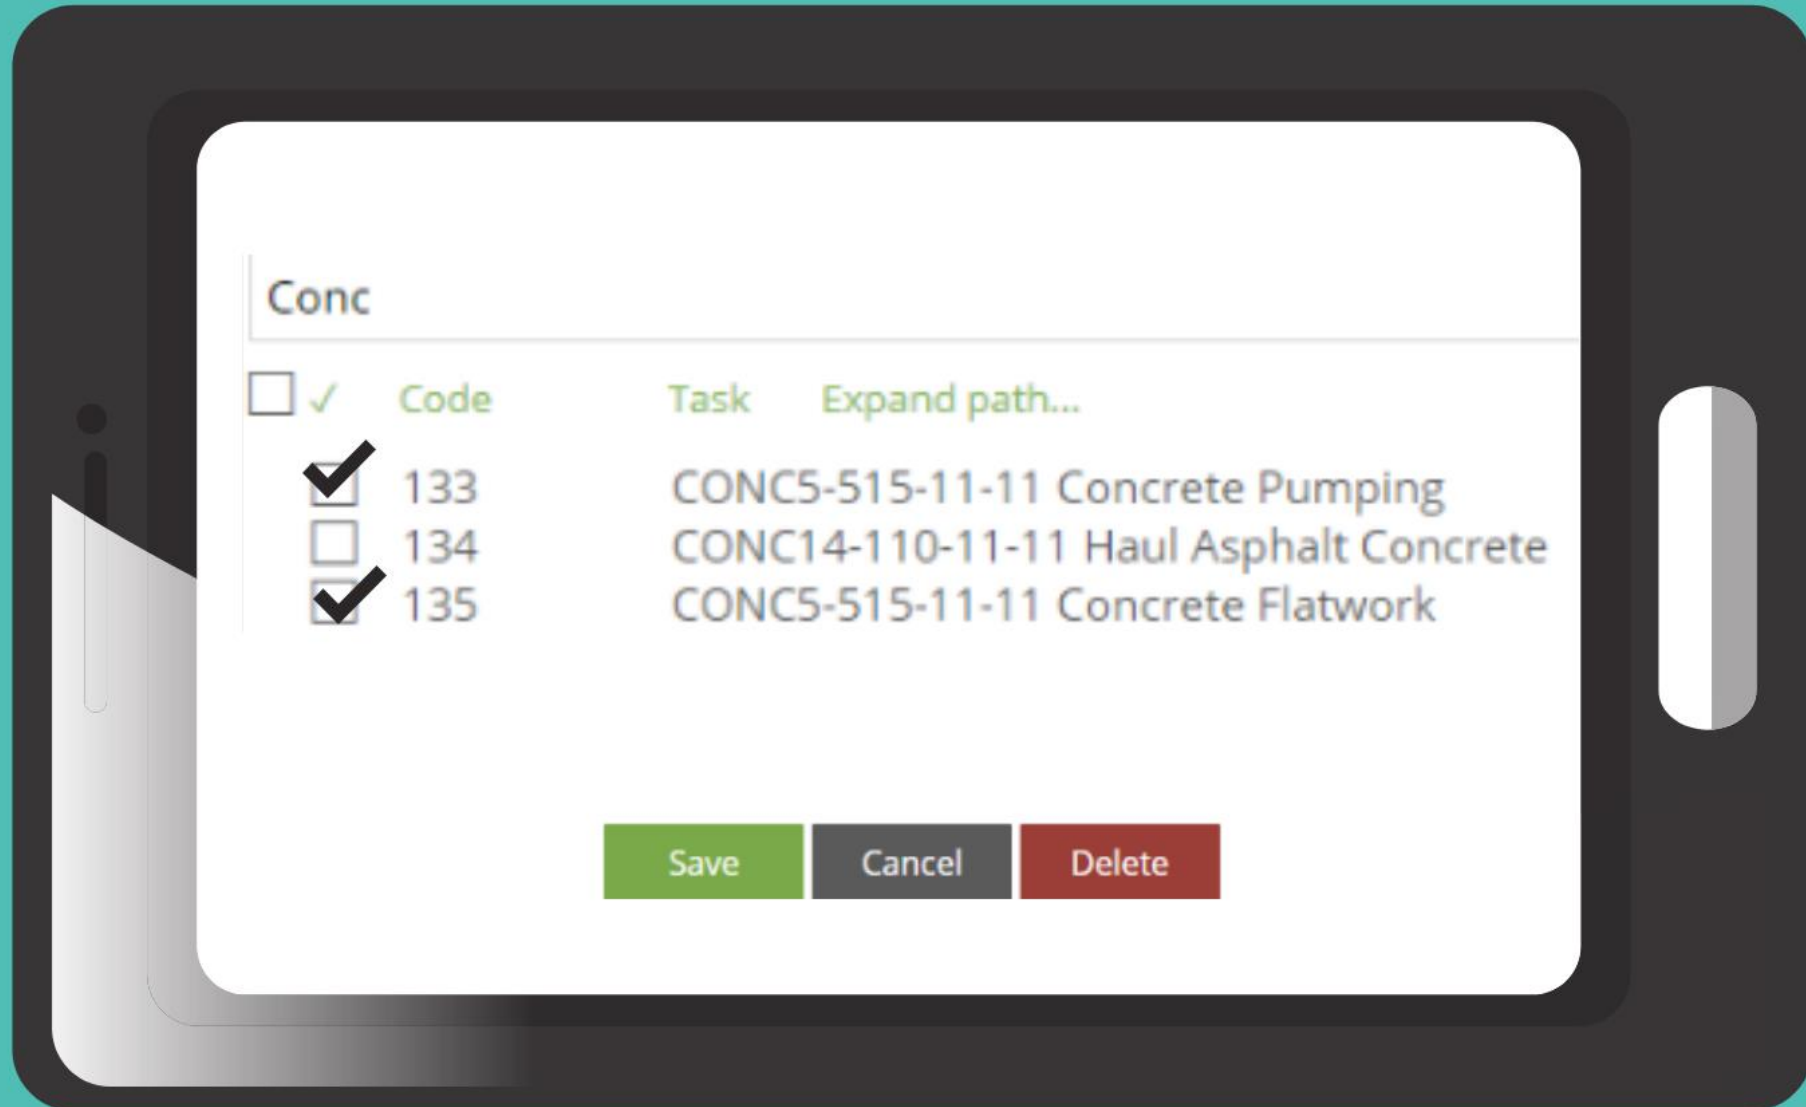 Conc
✓ Code Task Expand path...
133 CONC5-515-11-11 Concrete Pumping
134 CONC14-110-11-11 Haul Asphalt Concrete
135 CONC5-515-11-11 Concrete Flatwork
Save Cancel Delete